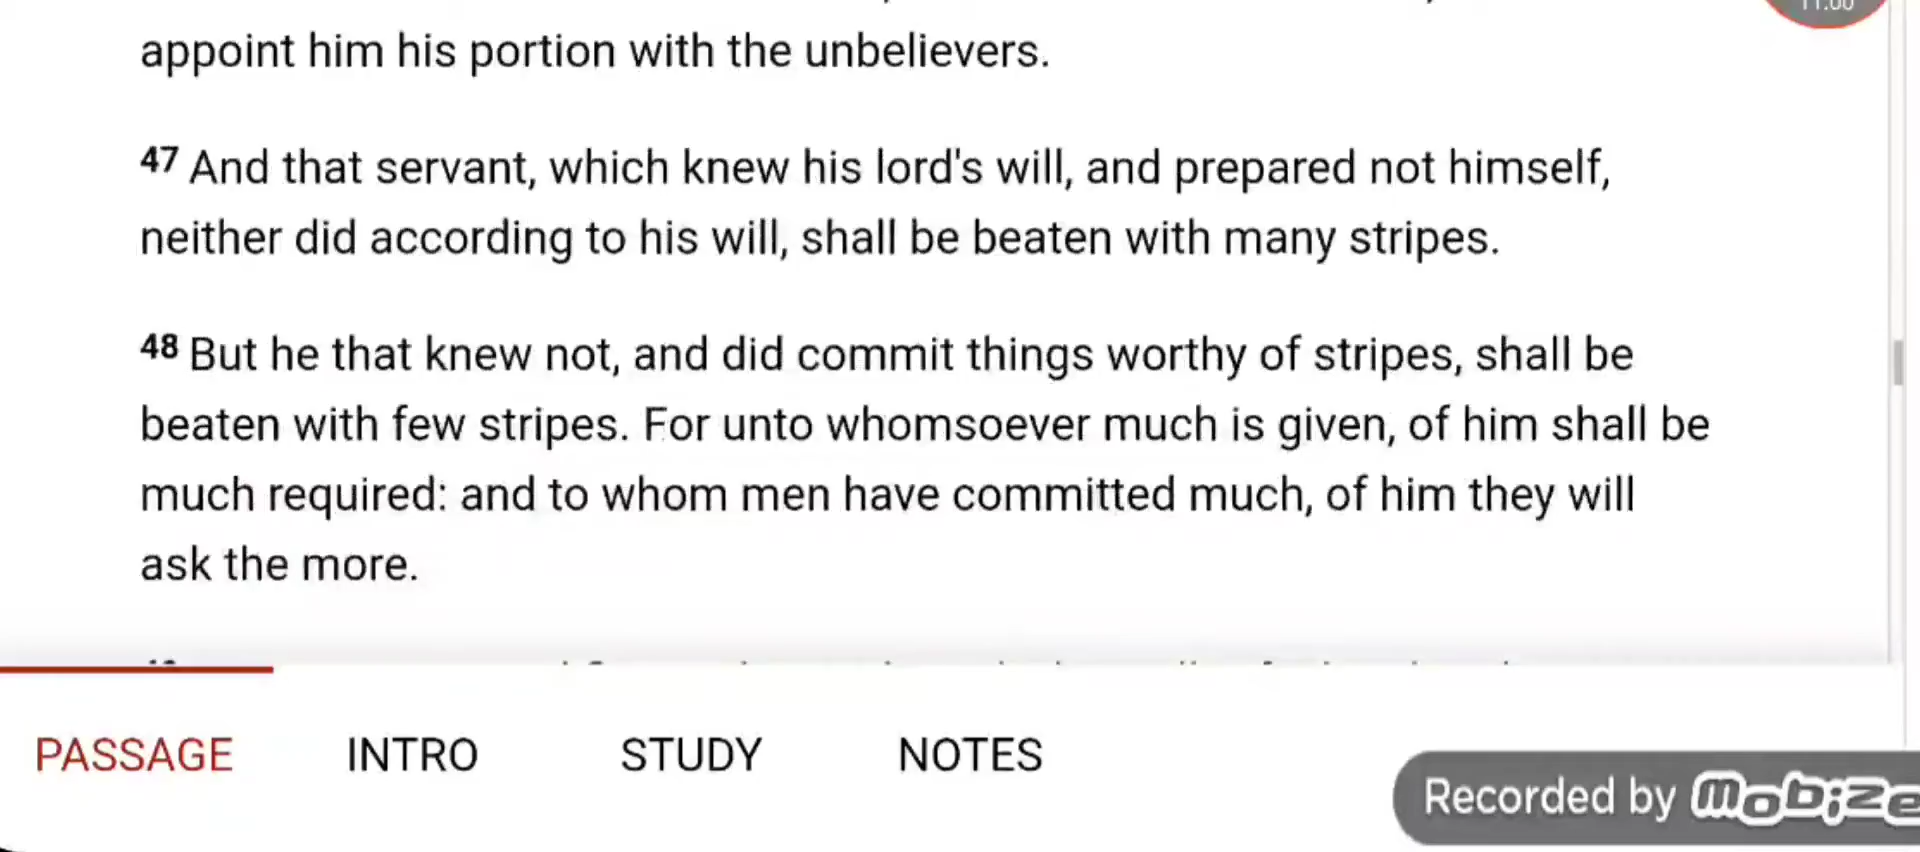 11:00
appoint him his portion with the unbelievers.
47 And that servant, which knew his lord's will, and prepared not himself,
neither did according to his will, shall be beaten with many stripes.
48 But he that knew not, and did commit things worthy of stripes, shall be
beaten with few stripes. For unto whomsoever much is given, of him shall be
much required: and to whom men have committed much, of him they will
ask the more.
PASSAGE INTRO STUDY NOTES
Recorded by Mobize